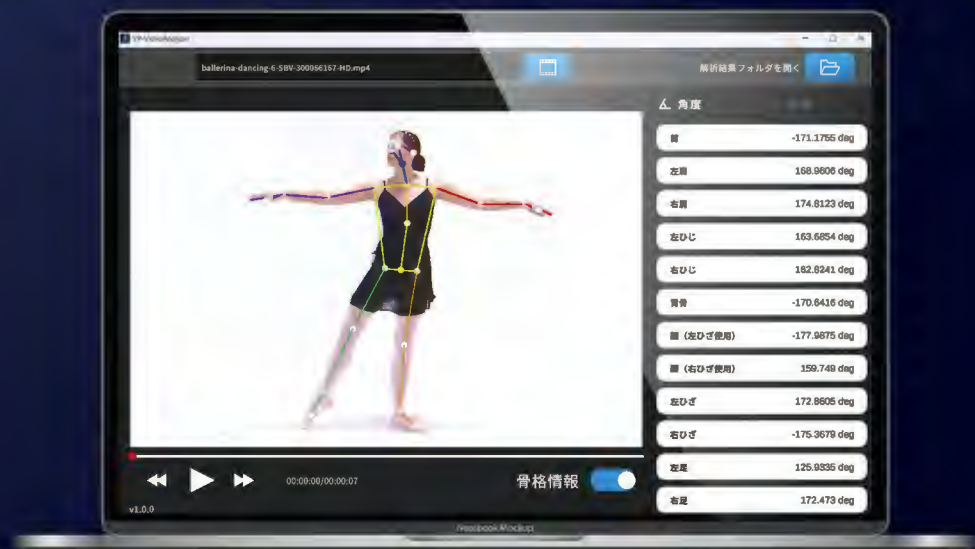 VP-VideoAnalyzer
ballerina-dancing-6-SBV-300056167-HD.mp4
解析結果フォルダを開く
角度
首 -171.1755 deg
左肩 168.9606 deg
右肩 174.8123 deg
左ひじ 163.6854 deg
右ひじ 162.8241 deg
背骨 -170.6416 deg
腰（左ひざ使用） -177.9875 deg
腰（右ひざ使用） 159.749 deg
左ひざ 172.8605 deg
右ひざ -175.3679 deg
左足 125.9335 deg
右足 172.473 deg
00:00:00/00:00:07
骨格情報
v1.0.0